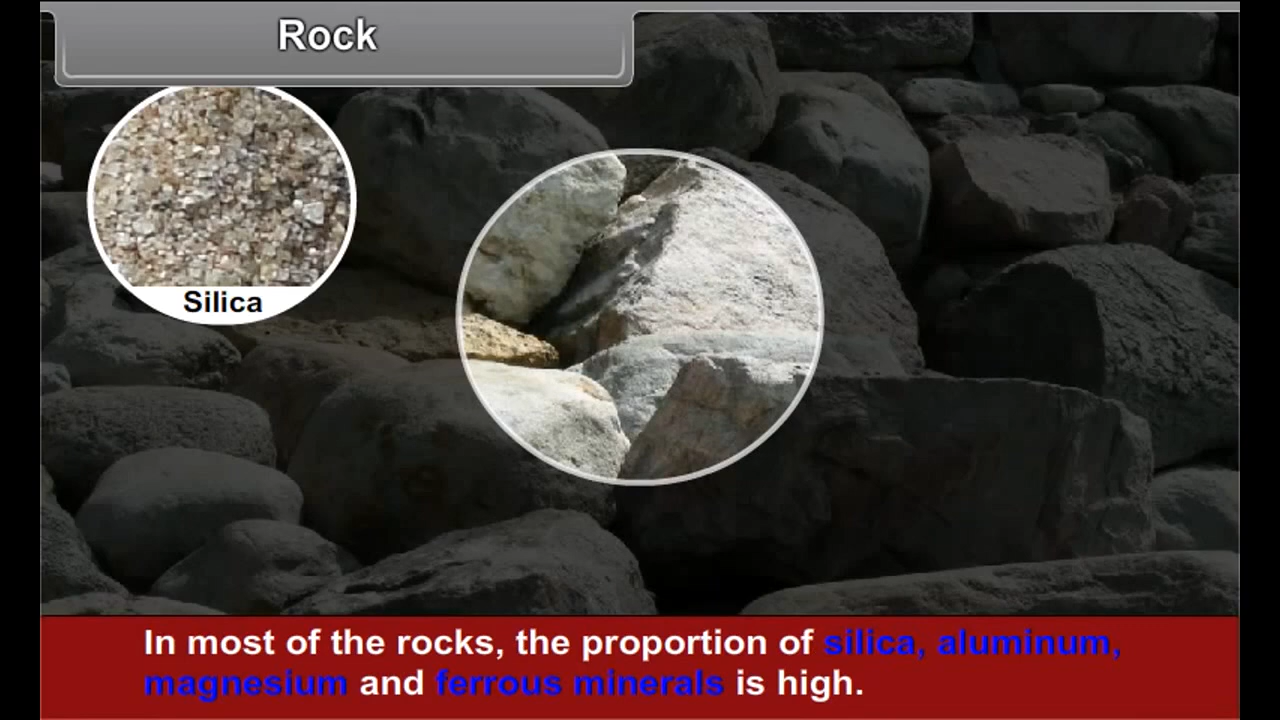 Rock
Silica
In most of the rocks, the proportion of silica, aluminum,
magnesium and ferrous minerals is high.